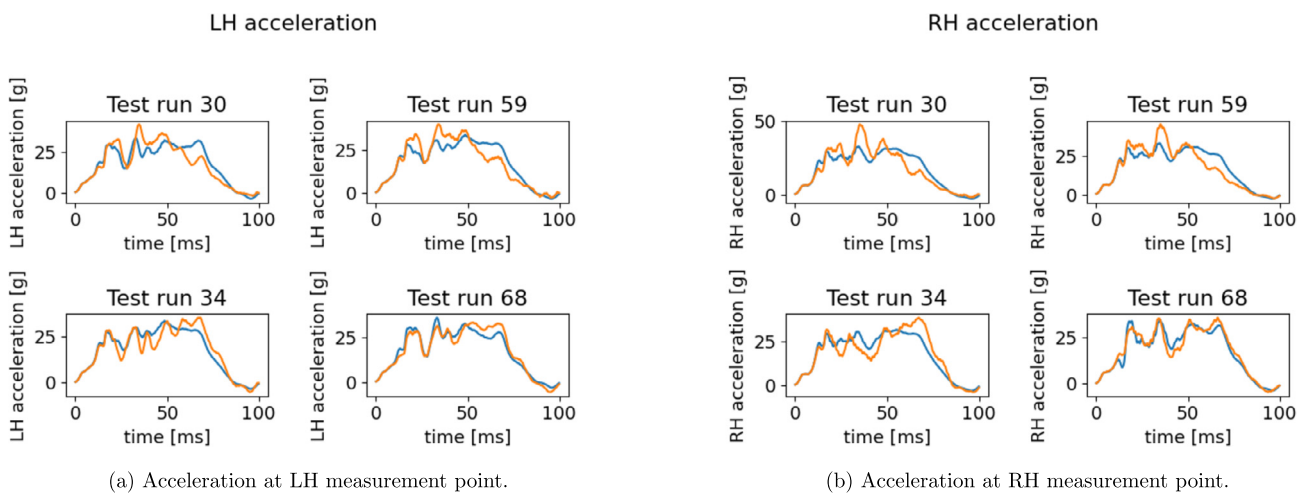 LH acceleration
Test run 30
LH acceleration [g]
25
0
0 50 100
time [ms]
Test run 59
LH acceleration [g]
25
0
0 50 100
time [ms]
Test run 34
LH acceleration [g]
25
0
0 50 100
time [ms]
Test run 68
LH acceleration [g]
25
0
0 50 100
time [ms]
(a) Acceleration at LH measurement point.
RH acceleration
Test run 30
RH acceleration [g]
50
0
0 50 100
time [ms]
Test run 59
RH acceleration [g]
25
0
0 50 100
time [ms]
Test run 34
RH acceleration [g]
25
0
0 50 100
time [ms]
Test run 68
RH acceleration [g]
25
0
0 50 100
time [ms]
(b) Acceleration at RH measurement point.